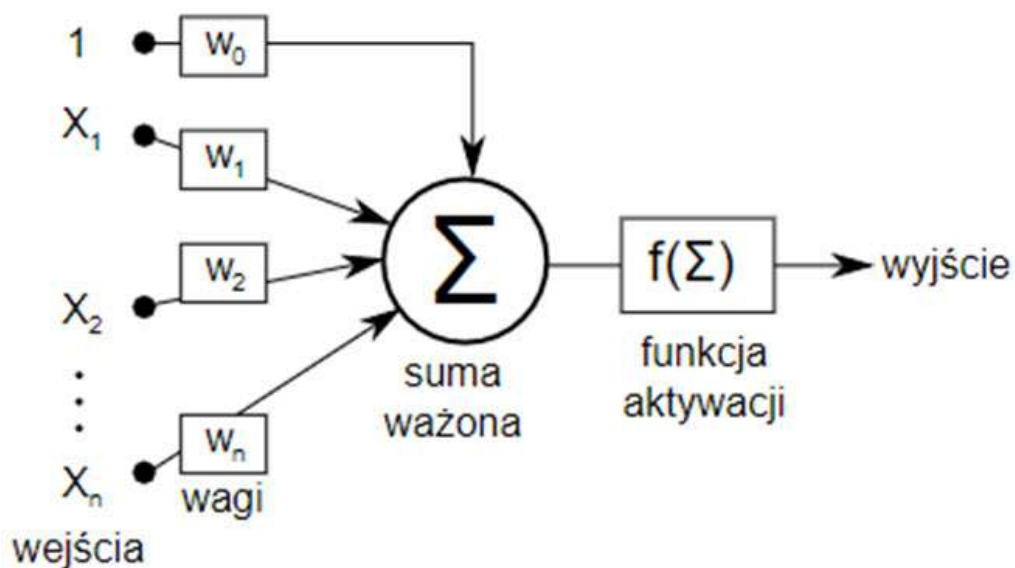 1
w₀
X₁
w₁
w₂
X₂
⋮
Xₙ
wₙ
wagi
wejścia
Σ
suma
ważona
f(Σ)
funkcja
aktywacji
wyjście